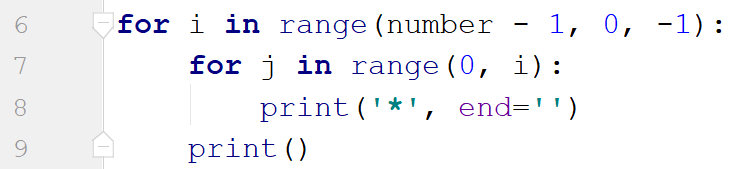 6 for i in range(number - 1, 0, -1):
7     for j in range(0, i):
8         print('*', end='')
9     print()